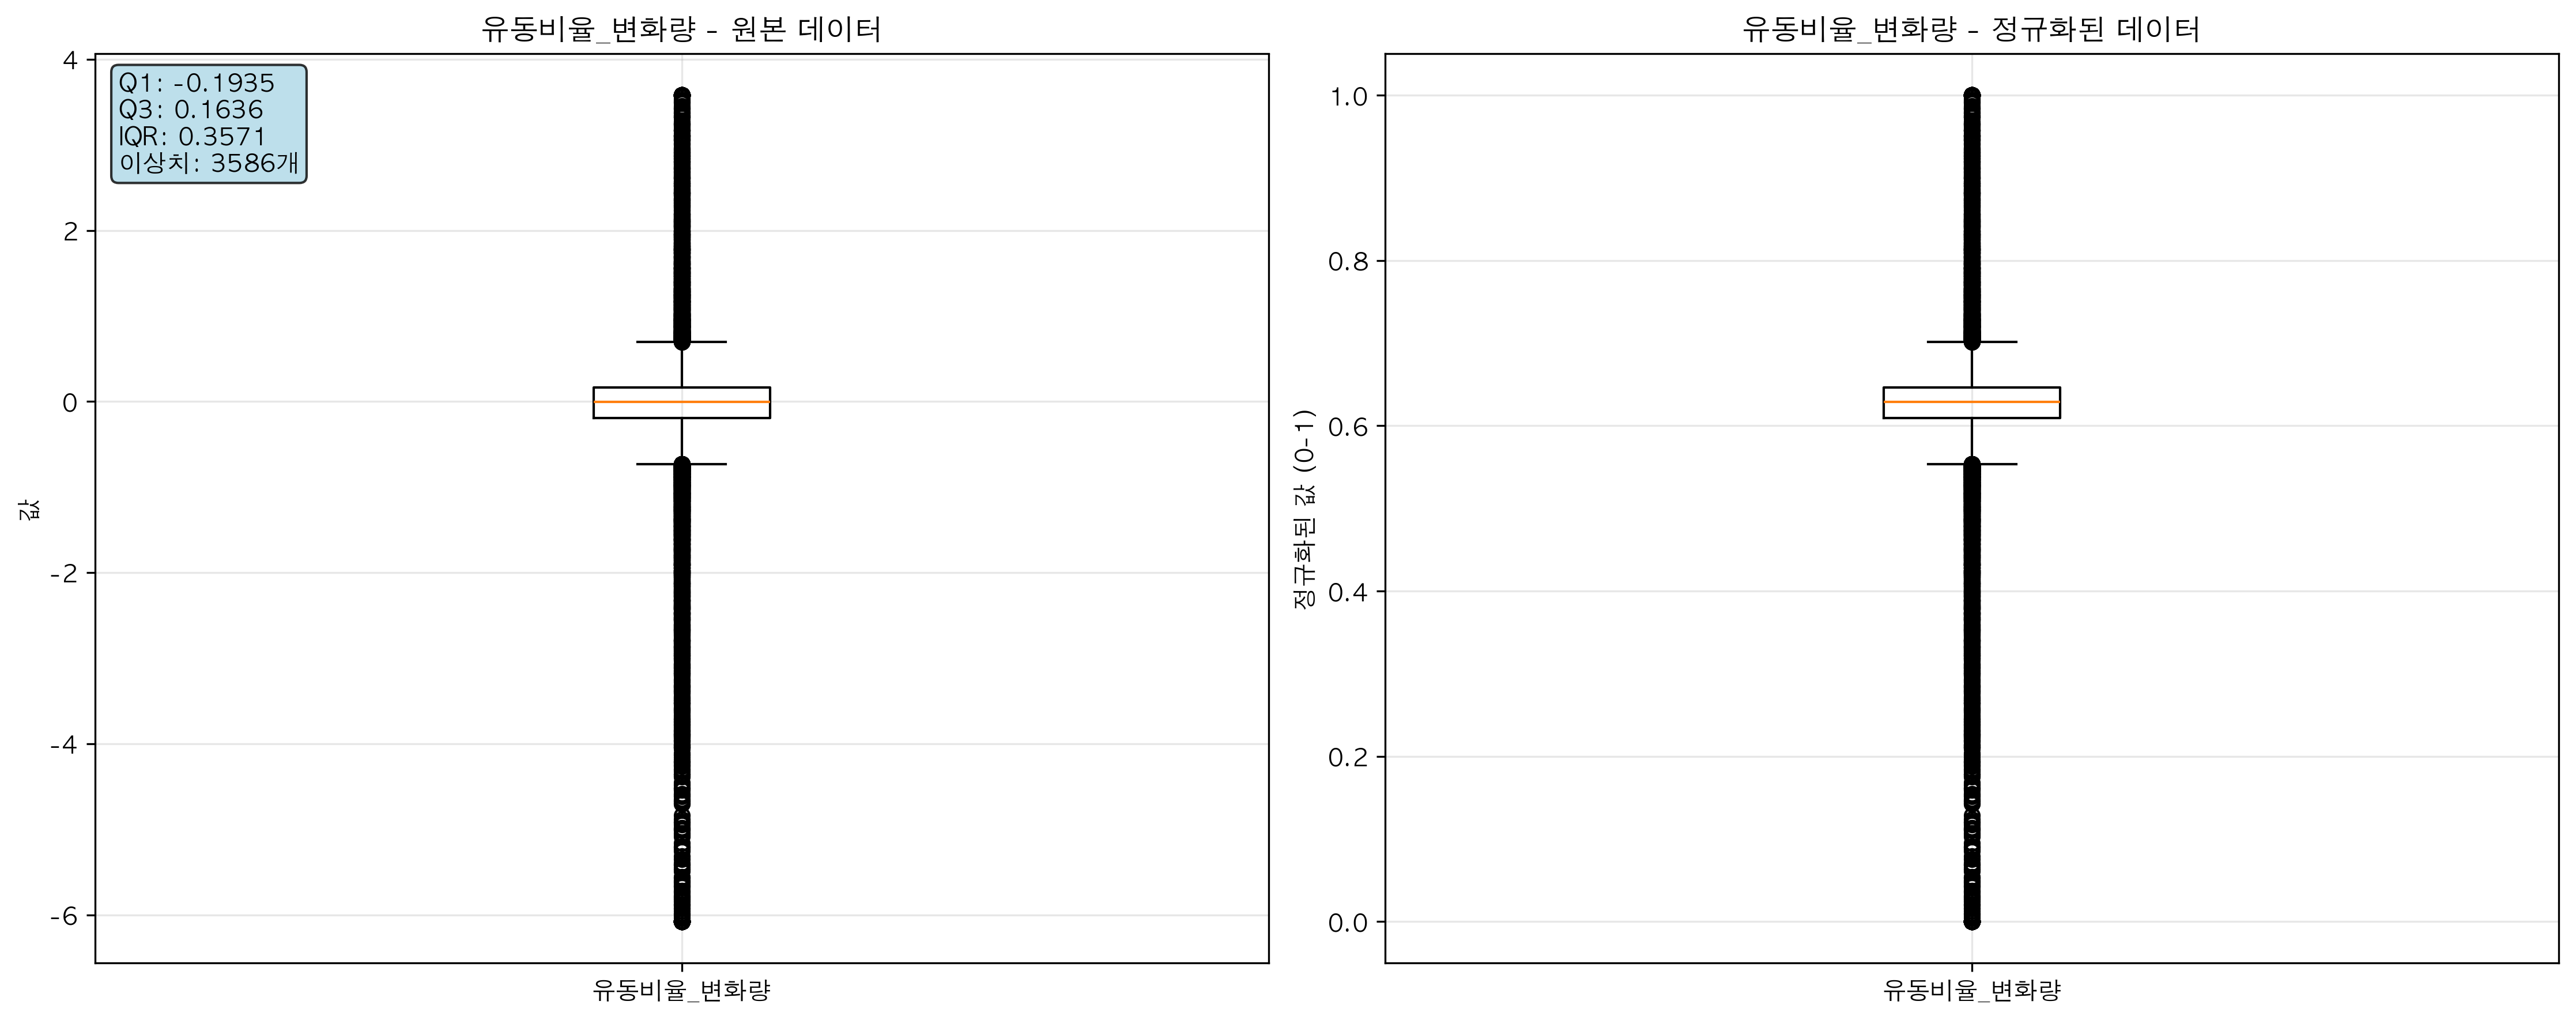 유동비율_변화량 - 원본 데이터
4
2
0
-2
-4
-6
값
Q1: -0.1935
Q3: 0.1636
IQR: 0.3571
이상치: 3586개
유동비율_변화량
유동비율_변화량 - 정규화된 데이터
1.0
0.8
0.6
0.4
0.2
0.0
정규화된 값 (0-1)
유동비율_변화량